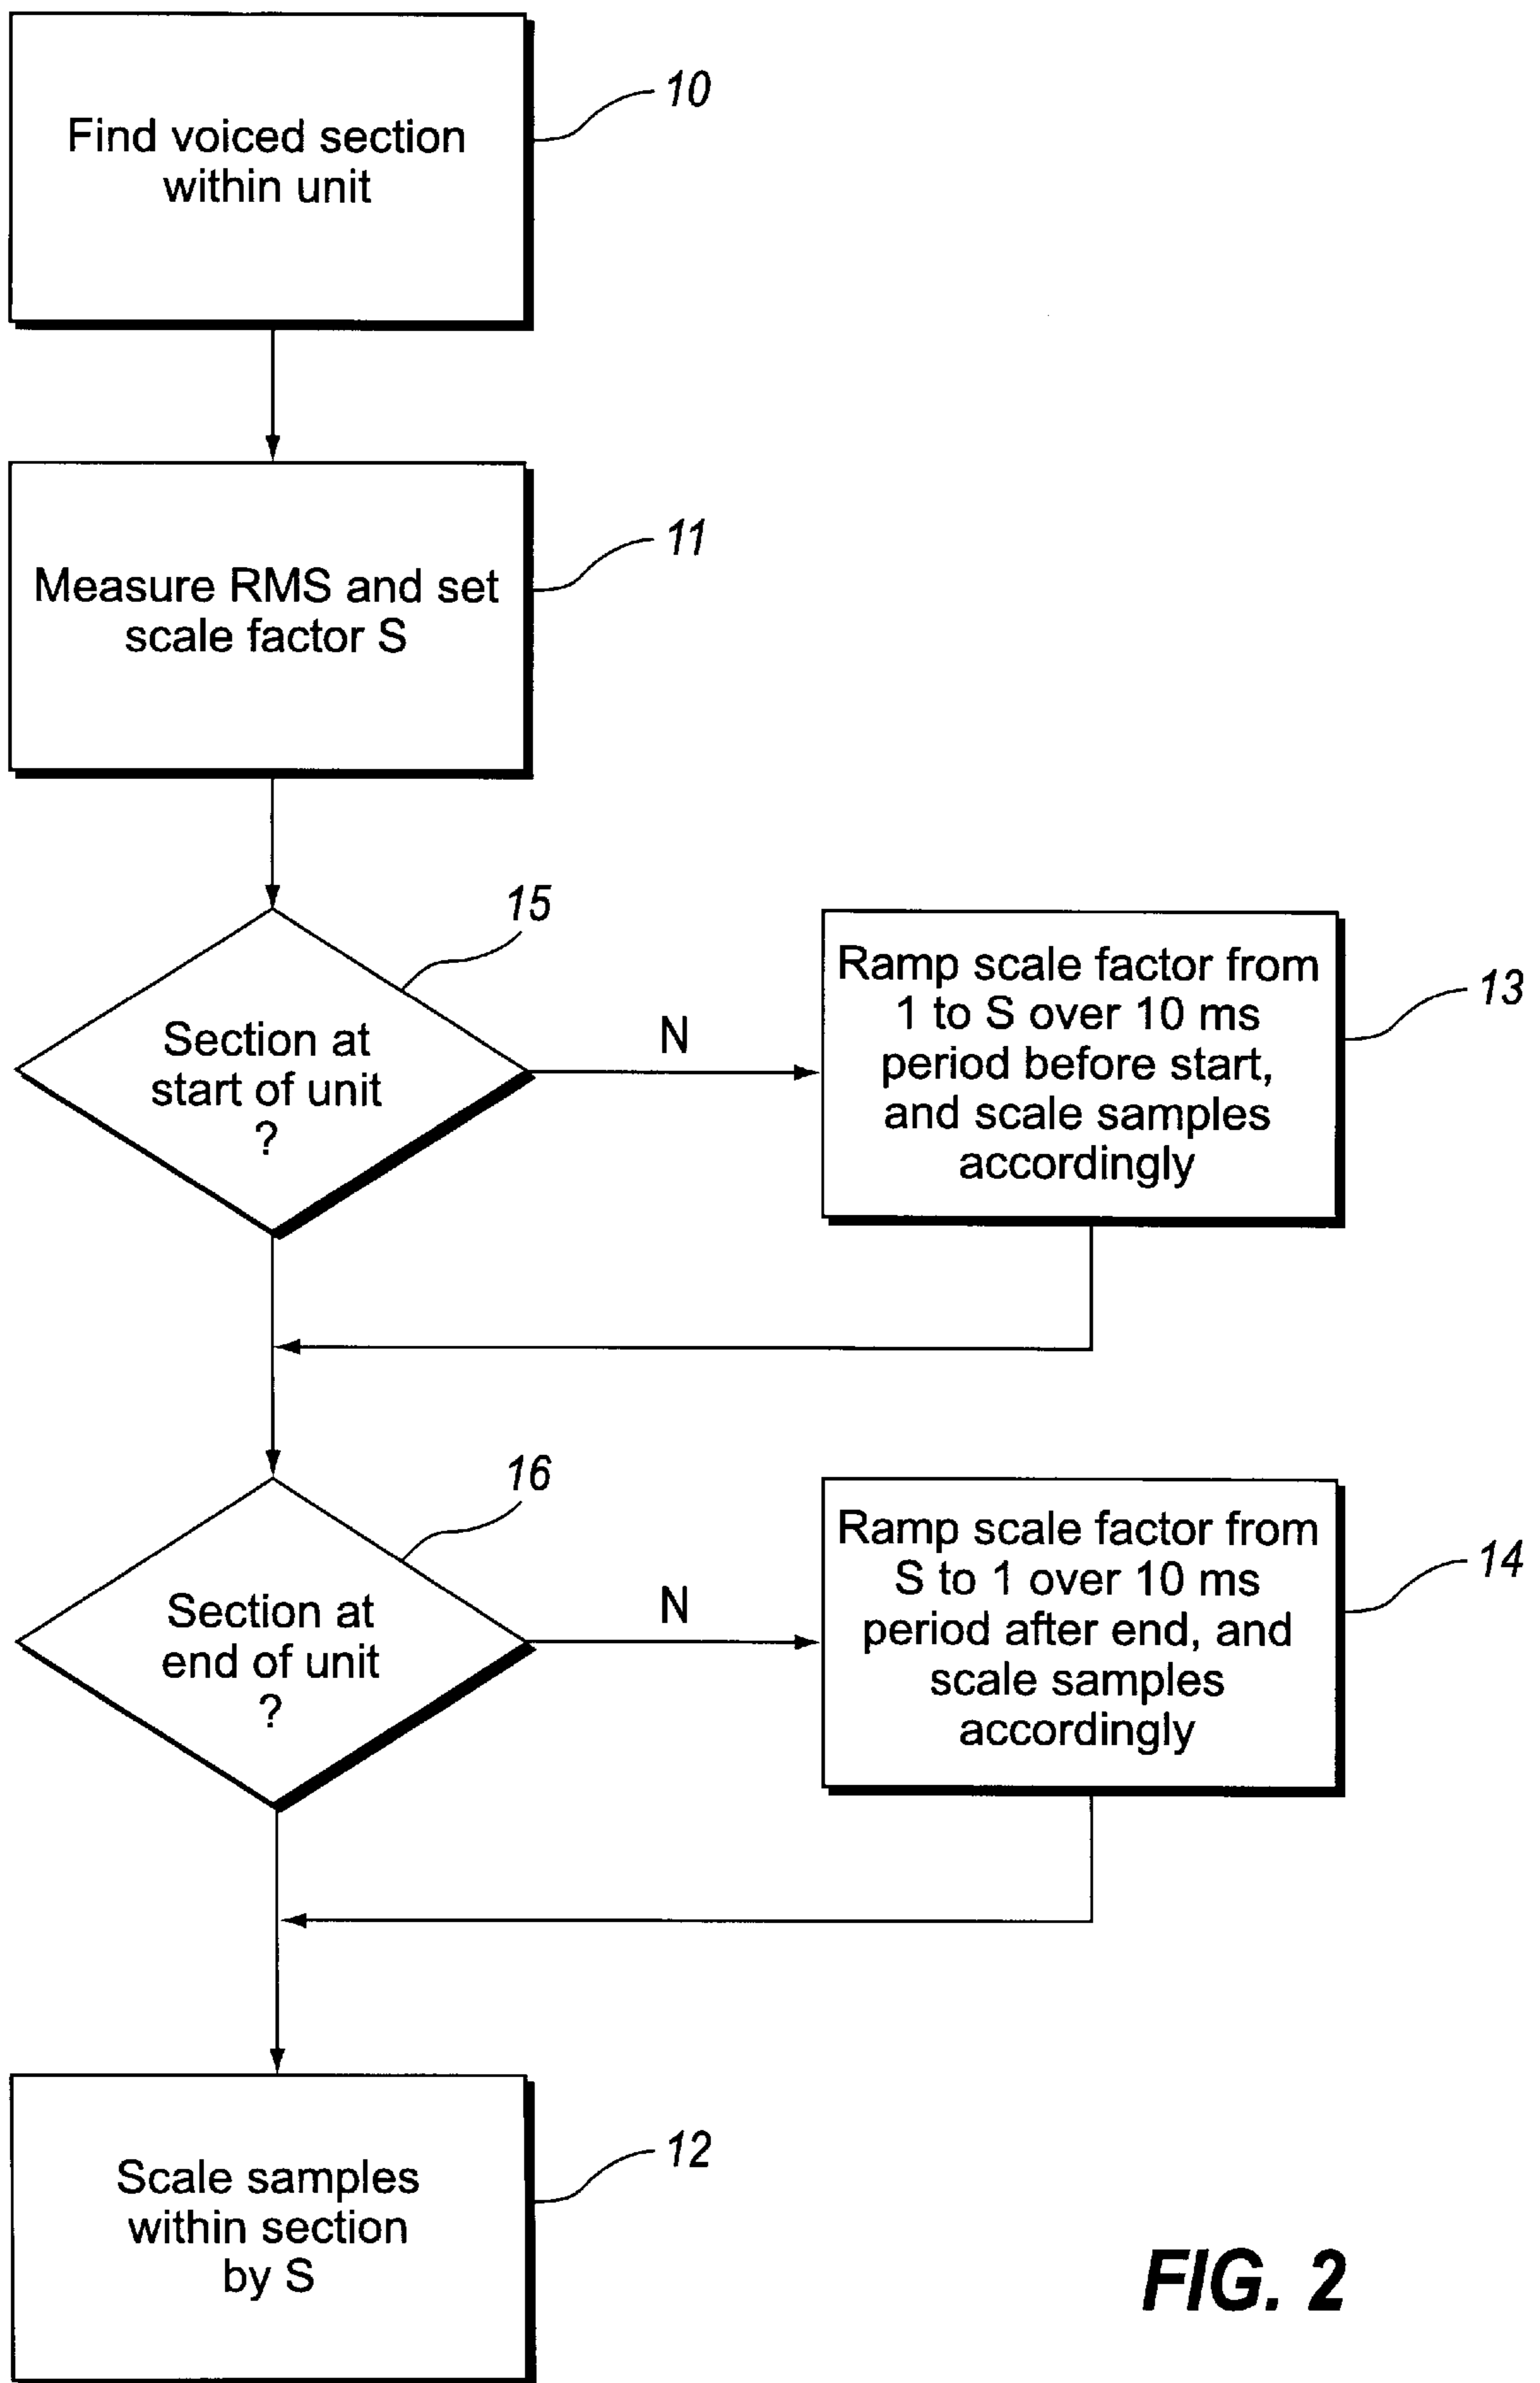 Find voiced section
within unit
10
Measure RMS and set
scale factor S
11
15
Section at
start of unit
?
N
Ramp scale factor from
1 to S over 10 ms
period before start,
and scale samples
accordingly
13
16
Section at
end of unit
?
N
Ramp scale factor from
S to 1 over 10 ms
period after end, and
scale samples
accordingly
14
Scale samples
within section
by S
12
FIG. 2